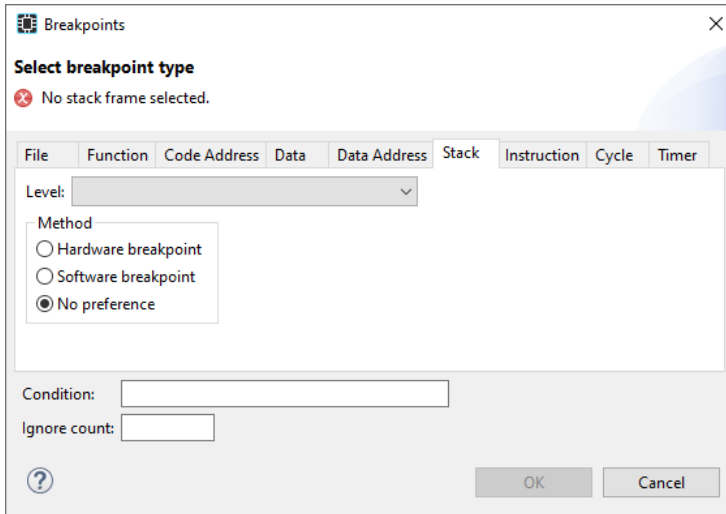 Breakpoints
Select breakpoint type
No stack frame selected.
File Function Code Address Data Data Address Stack Instruction Cycle Timer
Level:
Method
Hardware breakpoint
Software breakpoint
No preference
Condition:
Ignore count:
? OK Cancel